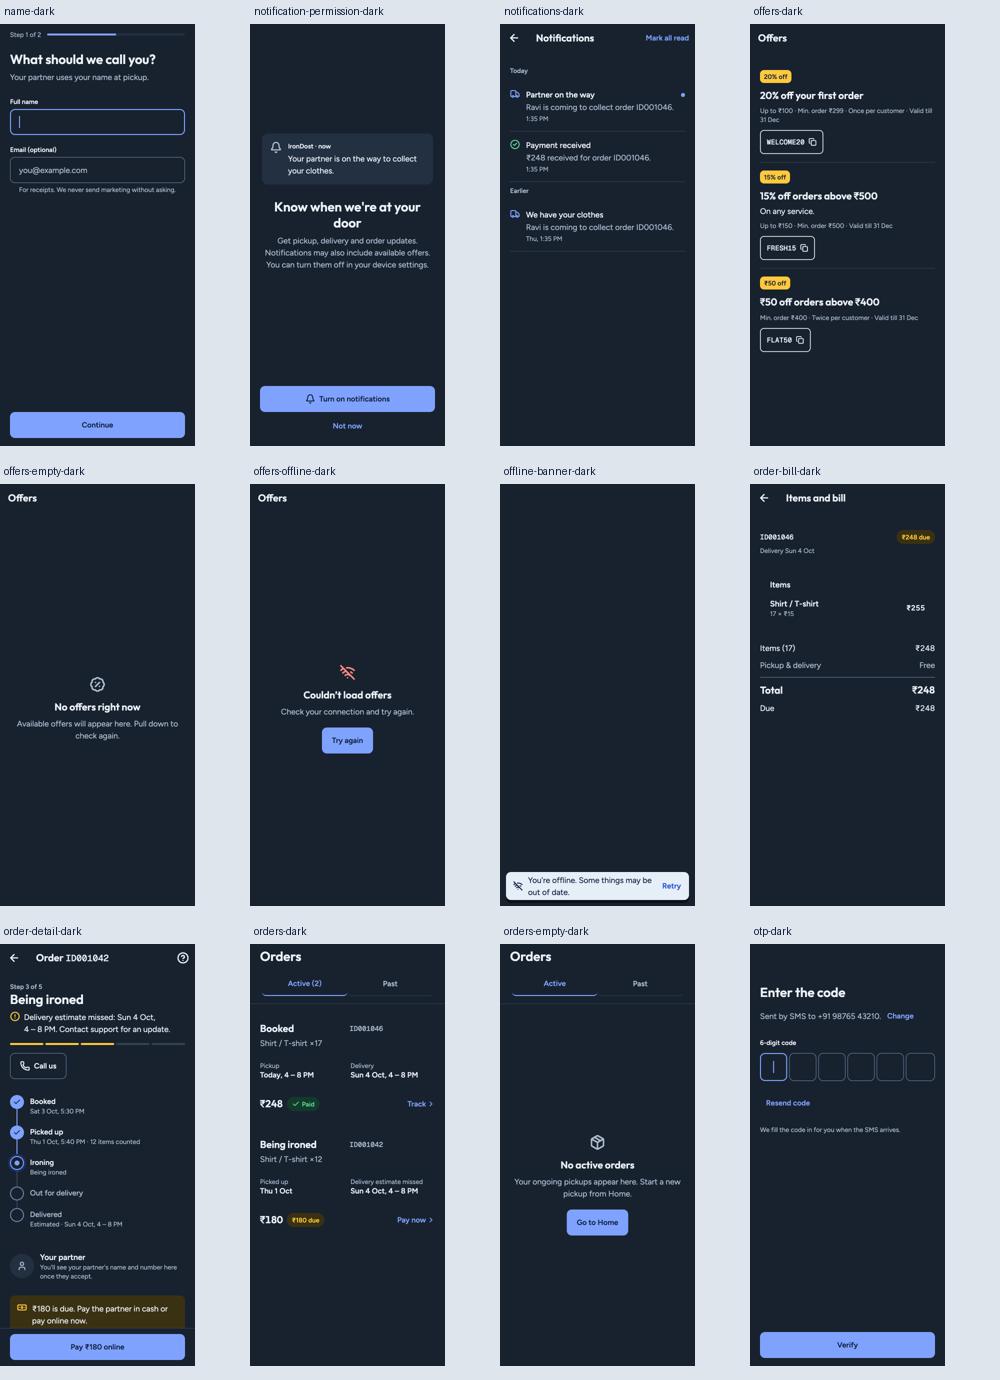 name-dark
Step 1 of 2
What should we call you?
Your partner uses your name at pickup.
Full name
Email (optional)
you@example.com
For receipts. We never send marketing without asking.
Continue
notification-permission-dark
IronDost · now
Your partner is on the way to collect
your clothes.
Know when we're at your
door
Get pickup, delivery and order updates.
Notifications may also include available offers.
You can turn them off in your device settings.
Turn on notifications
Not now
notifications-dark
Notifications
Mark all read
Today
Partner on the way
Ravi is coming to collect order ID001046.
1:35 PM
Payment received
₹248 received for order ID001046.
1:35 PM
Earlier
We have your clothes
Ravi is coming to collect order ID001046.
Thu, 1:35 PM
offers-dark
Offers
20% off
20% off your first order
Up to ₹100 · Min. order ₹299 · Once per customer · Valid till
31 Dec
WELCOME20
15% off
15% off orders above ₹500
On any service.
Up to ₹150 · Min. order ₹500 · Valid till 31 Dec
FRESH15
₹50 off
₹50 off orders above ₹400
Min. order ₹400 · Twice per customer · Valid till 31 Dec
FLAT50
offers-empty-dark
Offers
No offers right now
Available offers will appear here. Pull down to
check again.
offers-offline-dark
Offers
Couldn't load offers
Check your connection and try again.
Try again
offline-banner-dark
You're offline. Some things may be
out of date.
Retry
order-bill-dark
Items and bill
ID001046
₹248 due
Delivery Sun 4 Oct
Items
Shirt / T-shirt
17 × ₹15
₹255
Items (17)
₹248
Pickup & delivery
Free
Total
₹248
Due
₹248
order-detail-dark
Order ID001042
Step 3 of 5
Being ironed
Delivery estimate missed: Sun 4 Oct,
4 – 8 PM. Contact support for an update.
Call us
Booked
Sat 3 Oct, 5:30 PM
Picked up
Thu 1 Oct, 5:40 PM · 12 items counted
Ironing
Being ironed
Out for delivery
Delivered
Estimated · Sun 4 Oct, 4 – 8 PM
Your partner
You'll see your partner's name and number here
once they accept.
₹180 is due. Pay the partner in cash or
pay online now.
Pay ₹180 online
orders-dark
Orders
Active (2)
Past
Booked
ID001046
Shirt / T-shirt ×17
Pickup
Delivery
Today, 4 – 8 PM
Sun 4 Oct, 4 – 8 PM
₹248
Paid
Track
Being ironed
ID001042
Shirt / T-shirt ×12
Picked up
Delivery estimate missed
Thu 1 Oct
Sun 4 Oct, 4 – 8 PM
₹180
₹180 due
Pay now
orders-empty-dark
Orders
Active
Past
No active orders
Your ongoing pickups appear here. Start a new
pickup from Home.
Go to Home
otp-dark
Enter the code
Sent by SMS to +91 98765 43210.
Change
6-digit code
Resend code
We fill the code in for you when the SMS arrives.
Verify